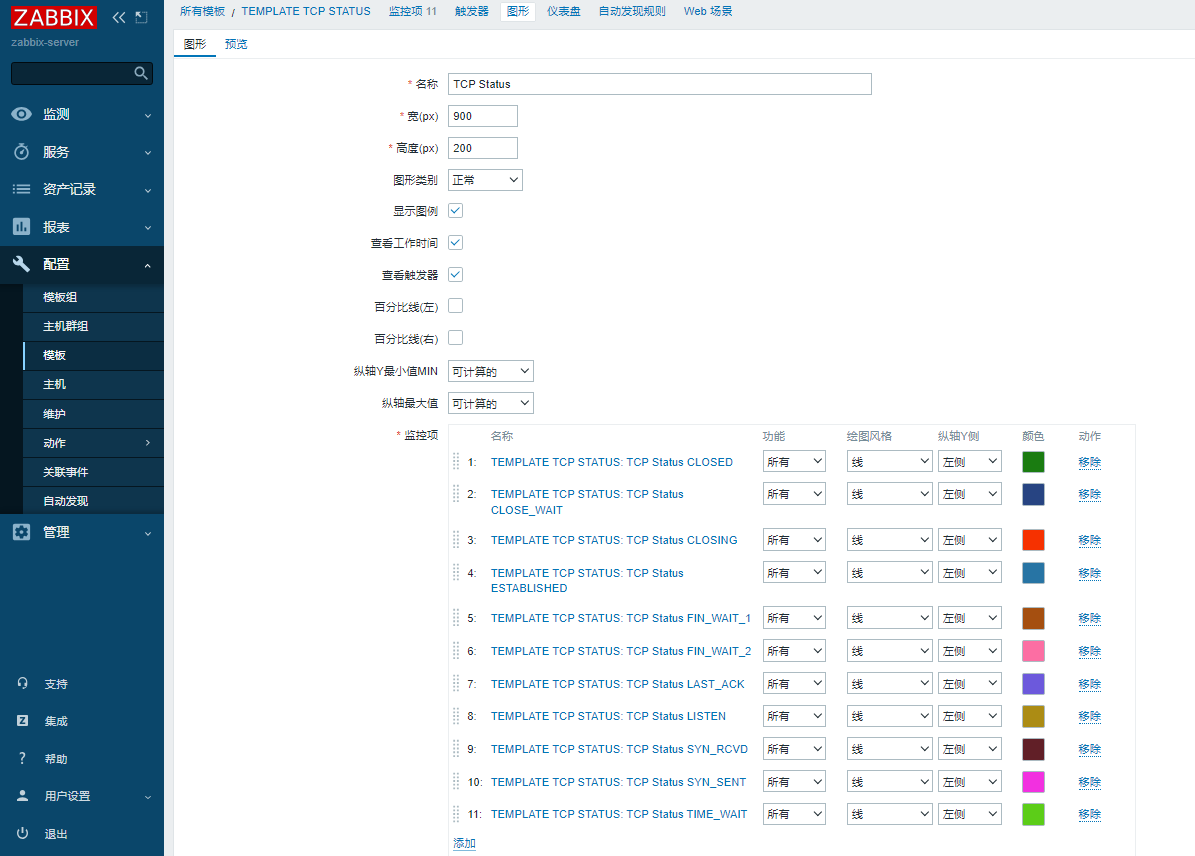 ZABBIX
zabbix-server
监测
服务
资产记录
报表
配置
模板组
主机群组
模板
主机
维护
动作
关联事件
自动发现
管理
支持
Z 集成
? 帮助
用户设置
退出
所有模板 / TEMPLATE TCP STATUS 监控项 11 触发器 图形 仪表盘 自动发现规则 Web 场景
图形 预览
* 名称 TCP Status
* 宽(px) 900
* 高度(px) 200
图形类别 正常
显示图例
查看工作时间
查看触发器
百分比线(左)
百分比线(右)
纵轴Y最小值MIN 可计算的
纵轴最大值 可计算的
* 监控项 名称 功能 绘图风格 纵轴Y侧 颜色 动作
1: TEMPLATE TCP STATUS: TCP Status CLOSED 所有 线 左侧 移除
2: TEMPLATE TCP STATUS: TCP Status 所有 线 左侧 移除
CLOSE_WAIT
3: TEMPLATE TCP STATUS: TCP Status CLOSING 所有 线 左侧 移除
4: TEMPLATE TCP STATUS: TCP Status 所有 线 左侧 移除
ESTABLISHED
5: TEMPLATE TCP STATUS: TCP Status FIN_WAIT_1 所有 线 左侧 移除
6: TEMPLATE TCP STATUS: TCP Status FIN_WAIT_2 所有 线 左侧 移除
7: TEMPLATE TCP STATUS: TCP Status LAST_ACK 所有 线 左侧 移除
8: TEMPLATE TCP STATUS: TCP Status LISTEN 所有 线 左侧 移除
9: TEMPLATE TCP STATUS: TCP Status SYN_RCVD 所有 线 左侧 移除
10: TEMPLATE TCP STATUS: TCP Status SYN_SENT 所有 线 左侧 移除
11: TEMPLATE TCP STATUS: TCP Status TIME_WAIT 所有 线 左侧 移除
添加